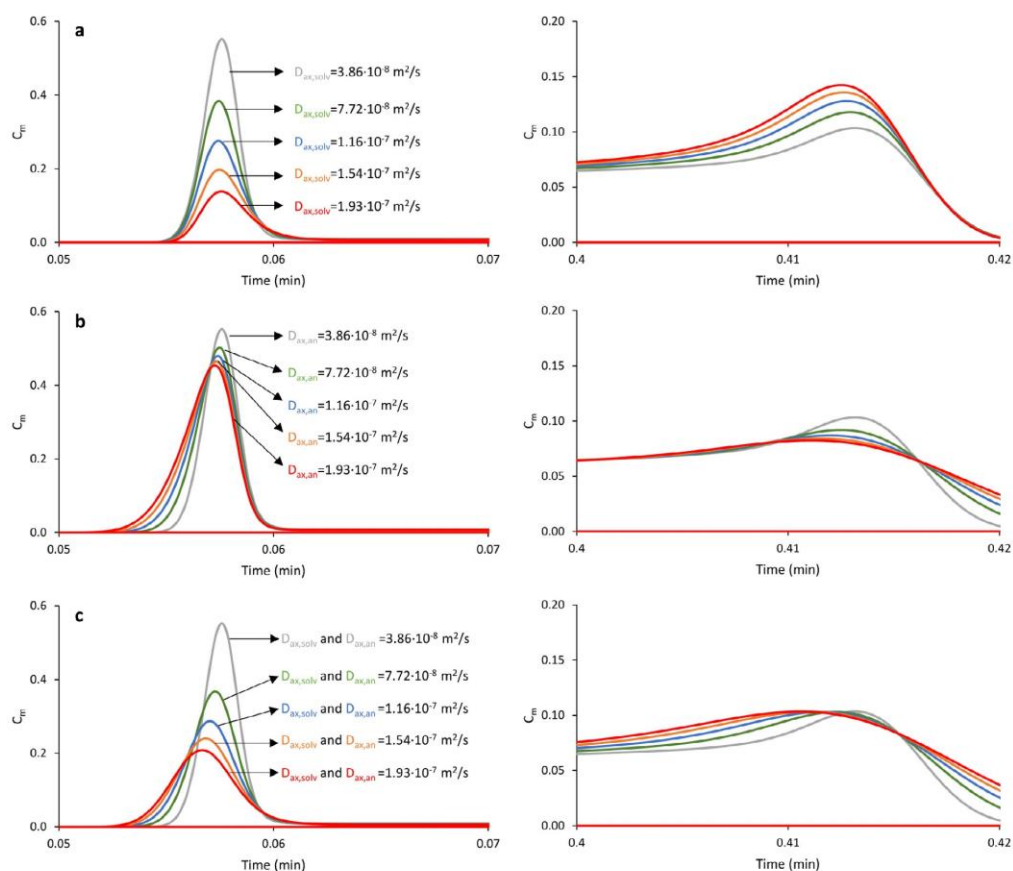 a
0.6
0.4
0.2
0.0
Cm
0.05
0.06
0.07
Time (min)
Dax,solv=3.86·10-8 m2/s
Dax,solv=7.72·10-8 m2/s
Dax,solv=1.16·10-7 m2/s
Dax,solv=1.54·10-7 m2/s
Dax,solv=1.93·10-7 m2/s
0.20
0.15
0.10
0.05
0.00
Cm
0.4
0.41
0.42
Time (min)
b
0.6
0.4
0.2
0.0
Cm
0.05
0.06
0.07
Time (min)
Dax,an=3.86·10-8 m2/s
Dax,an=7.72·10-8 m2/s
Dax,an=1.16·10-7 m2/s
Dax,an=1.54·10-7 m2/s
Dax,an=1.93·10-7 m2/s
0.20
0.15
0.10
0.05
0.00
Cm
0.4
0.41
0.42
Time (min)
c
0.6
0.4
0.2
0.0
Cm
0.05
0.06
0.07
Time (min)
Dax,solv and Dax,an =3.86·10-8 m2/s
Dax,solv and Dax,an=7.72·10-8 m2/s
Dax,solv and Dax,an=1.16·10-7 m2/s
Dax,solv and Dax,an=1.54·10-7 m2/s
Dax,solv and Dax,an=1.93·10-7 m2/s
0.20
0.15
0.10
0.05
0.00
Cm
0.4
0.41
0.42
Time (min)